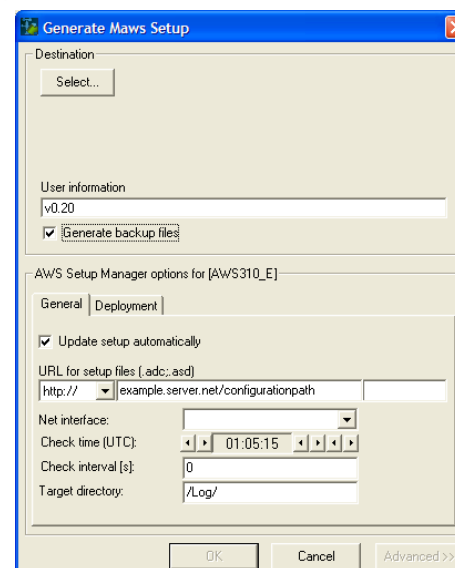 Generate Maws Setup
Destination
Select...
User information
v0.20
Generate backup files
AWS Setup Manager options for [AWS310_E]
General Deployment
Update setup automatically
URL for setup files (.adc;.asd)
http:// example.server.net/configurationpath
Net interface:
Check time (UTC): 01:05:15
Check interval [s]: 0
Target directory: /Log/
OK Cancel Advanced >>